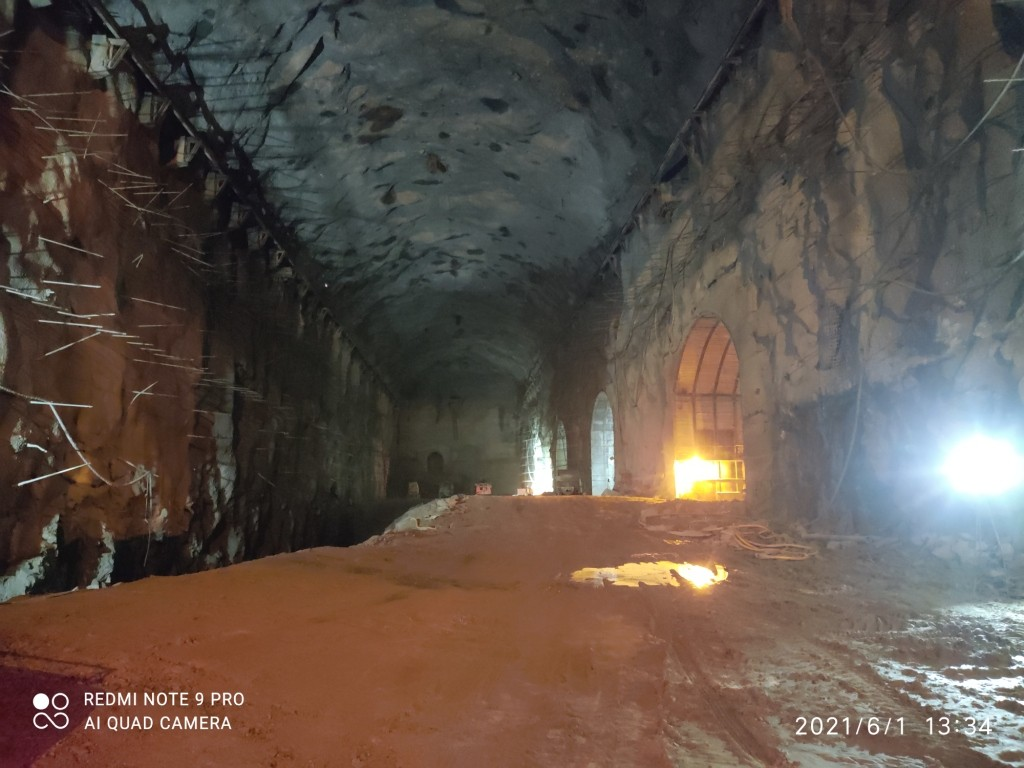 REDMI NOTE 9 PRO
AI QUAD CAMERA
2021/6/1 13:34